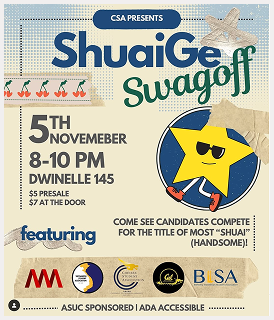 CSA PRESENTS
ShuaiGe
Swagoff
5TH
NOVEMEBER
8-10 PM
DWINELLE 145
$5 PRESALE
$7 AT THE DOOR
COME SEE CANDIDATES COMPETE
FOR THE TITLE OF MOST “SHUAI”
(HANDSOME)!
featuring
BISA
ASUC SPONSORED | ADA ACCESSIBLE